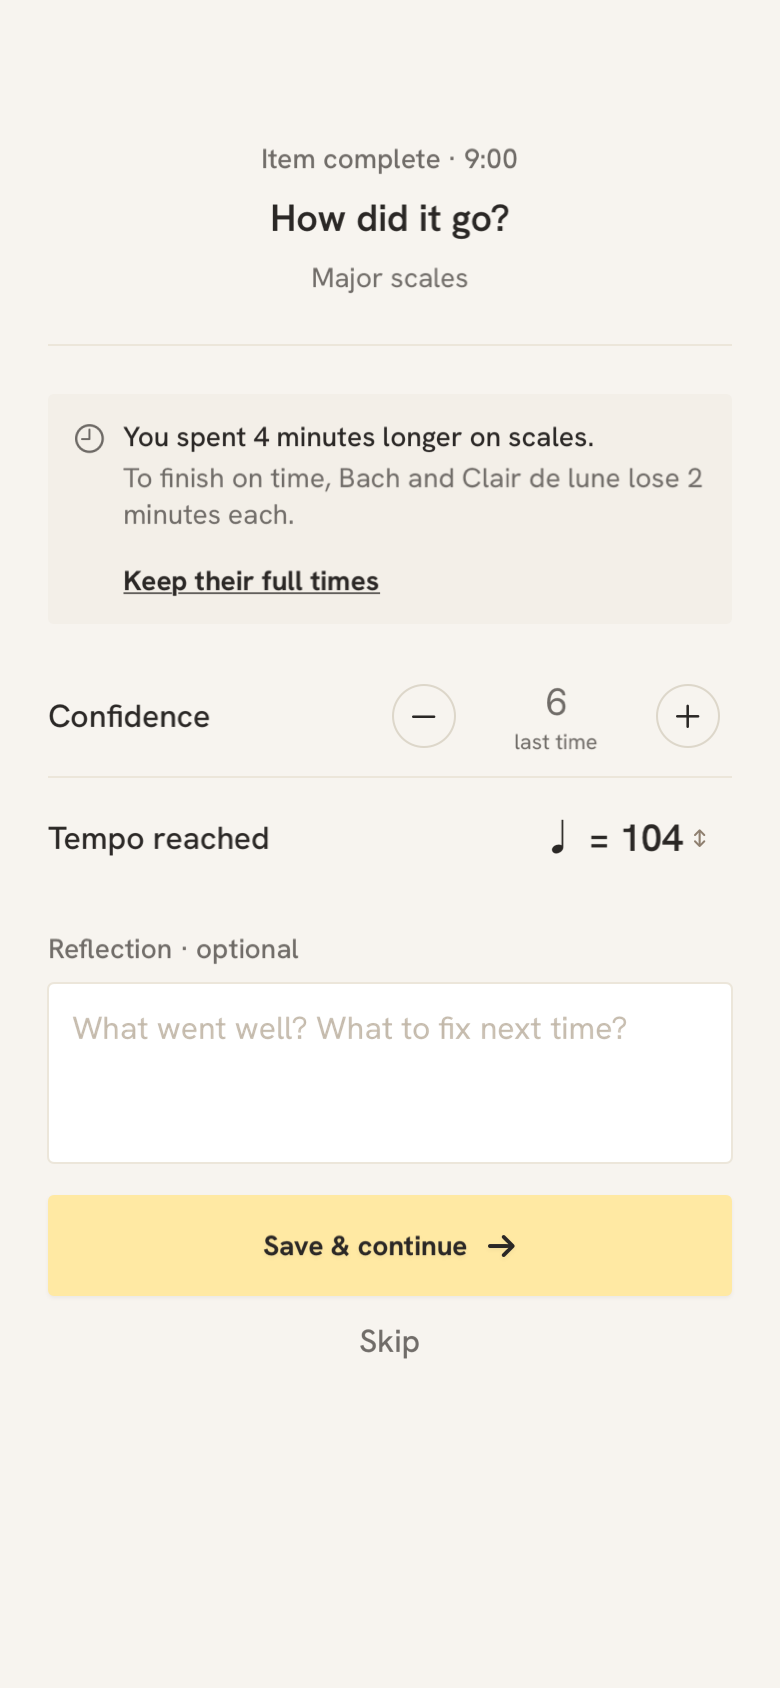 Item complete · 9:00
How did it go?
Major scales
You spent 4 minutes longer on scales.
To finish on time, Bach and Clair de lune lose 2
minutes each.
Keep their full times
Confidence
6
last time
Tempo reached
♩ = 104
Reflection · optional
What went well? What to fix next time?
Save & continue →
Skip